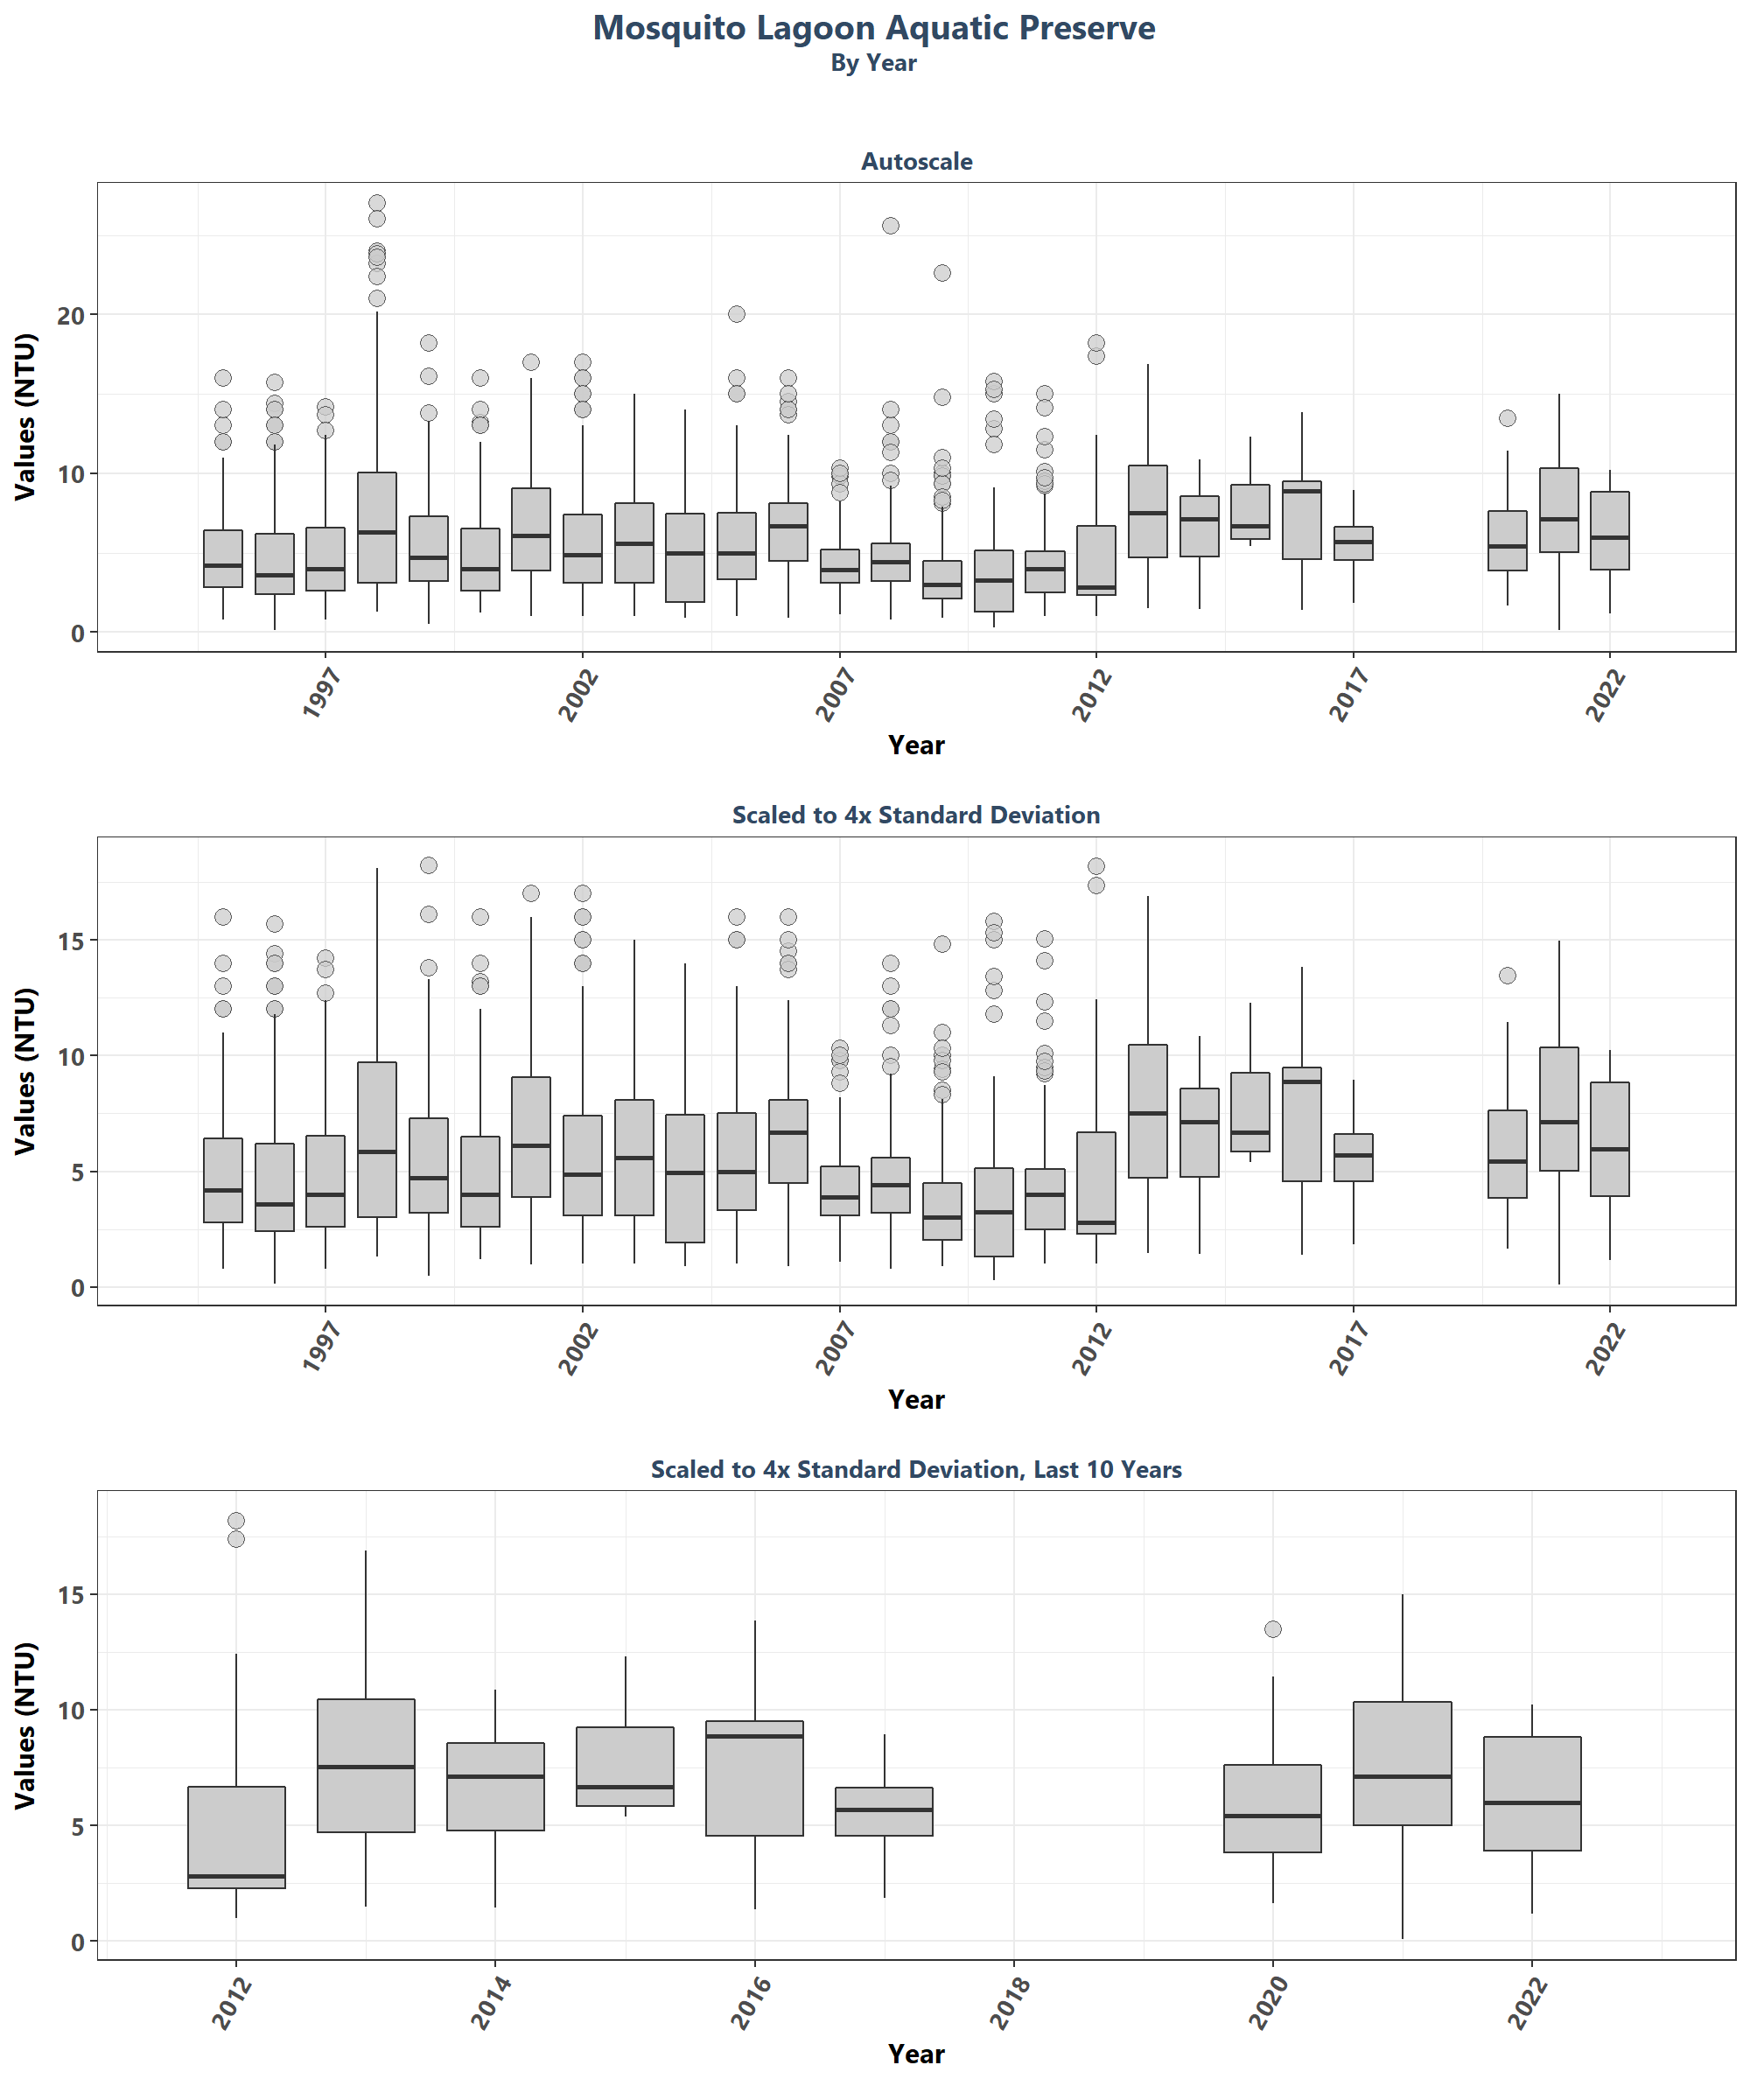 Mosquito Lagoon Aquatic Preserve
By Year
Autoscale
Values (NTU)
20
10
0
1997 2002 2007 2012 2017 2022
Year
Scaled to 4x Standard Deviation
Values (NTU)
15
10
5
0
1997 2002 2007 2012 2017 2022
Year
Scaled to 4x Standard Deviation, Last 10 Years
Values (NTU)
15
10
5
0
2012 2014 2016 2018 2020 2022
Year